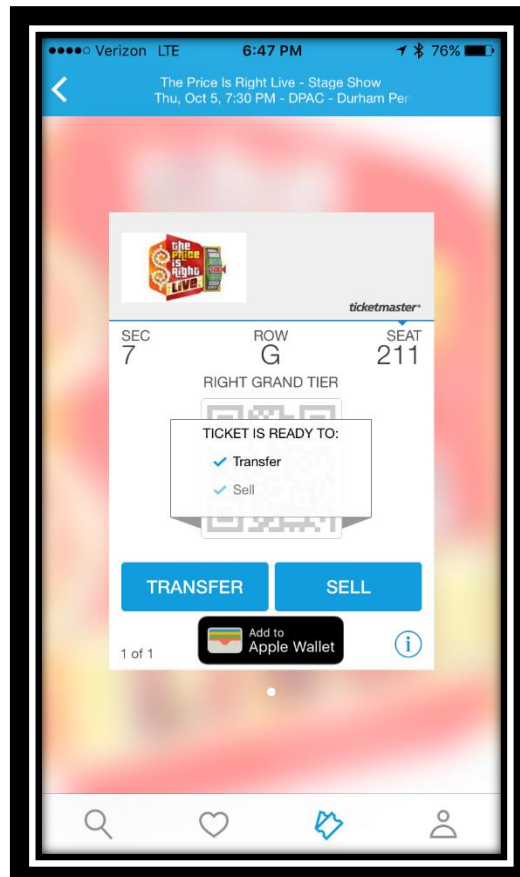 Verizon LTE 6:47 PM 76%
The Price Is Right Live - Stage Show
Thu, Oct 5, 7:30 PM - DPAC - Durham Per
the
Price
is
Right
LIVE
ticketmaster
SEC ROW SEAT
7 G 211
RIGHT GRAND TIER
TICKET IS READY TO:
Transfer
Sell
TRANSFER SELL
Add to
Apple Wallet
1 of 1
i